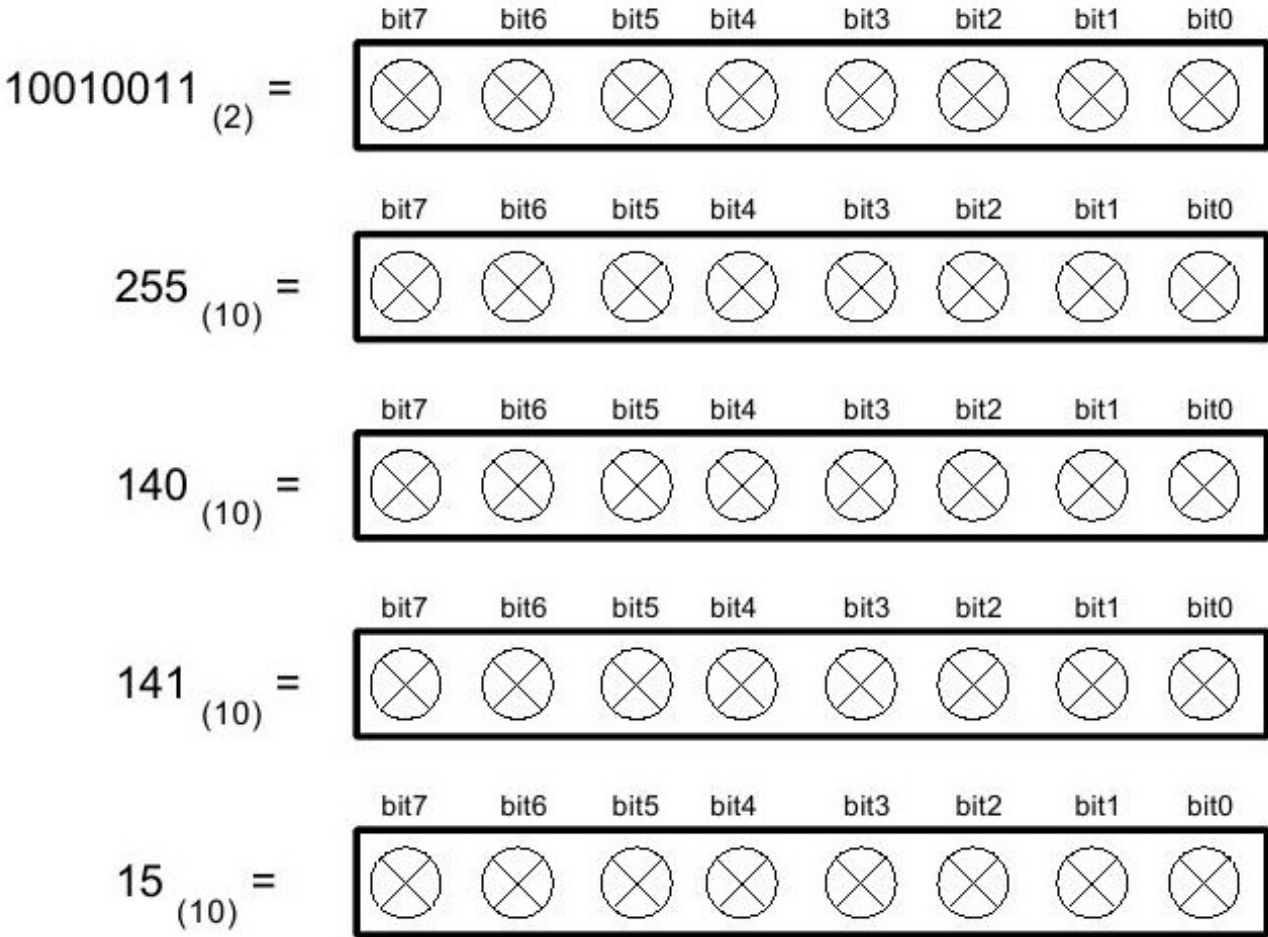 bit7 bit6 bit5 bit4 bit3 bit2 bit1 bit0
10010011 (2) =
bit7 bit6 bit5 bit4 bit3 bit2 bit1 bit0
255 (10) =
bit7 bit6 bit5 bit4 bit3 bit2 bit1 bit0
140 (10) =
bit7 bit6 bit5 bit4 bit3 bit2 bit1 bit0
141 (10) =
bit7 bit6 bit5 bit4 bit3 bit2 bit1 bit0
15 (10) =